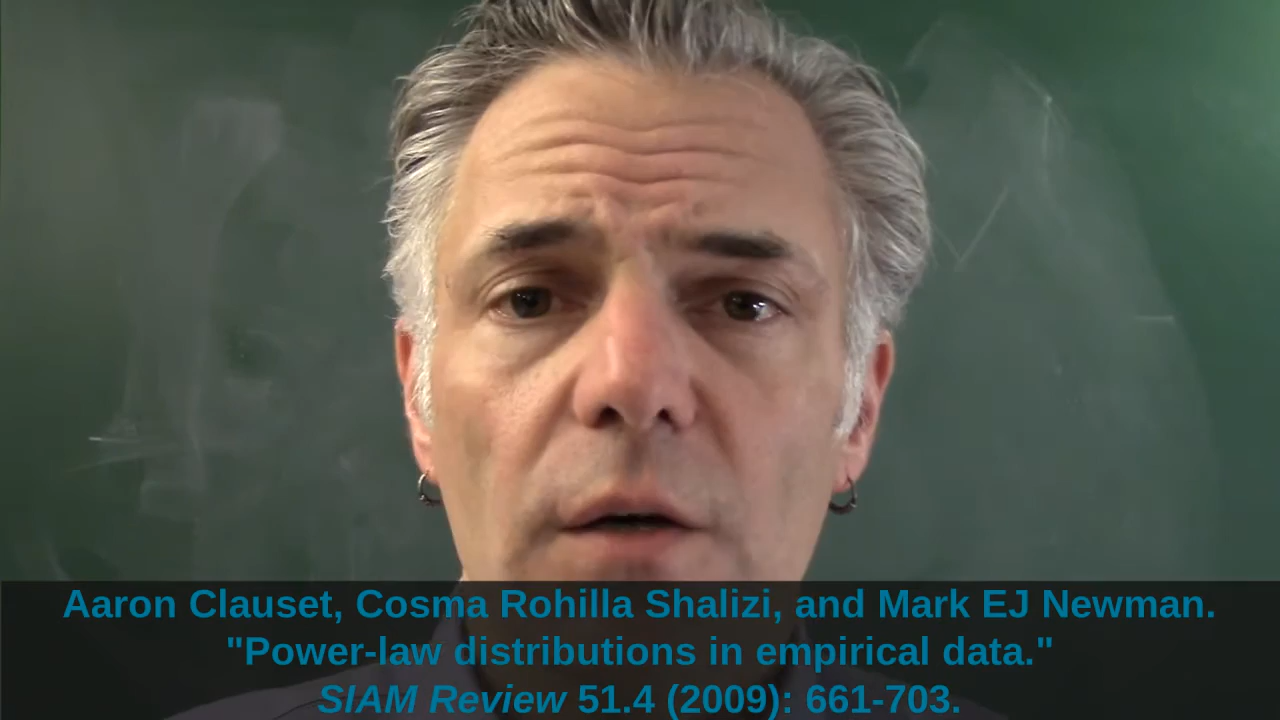 Aaron Clauset, Cosma Rohilla Shalizi, and Mark EJ Newman.
"Power-law distributions in empirical data."
SIAM Review 51.4 (2009): 661-703.